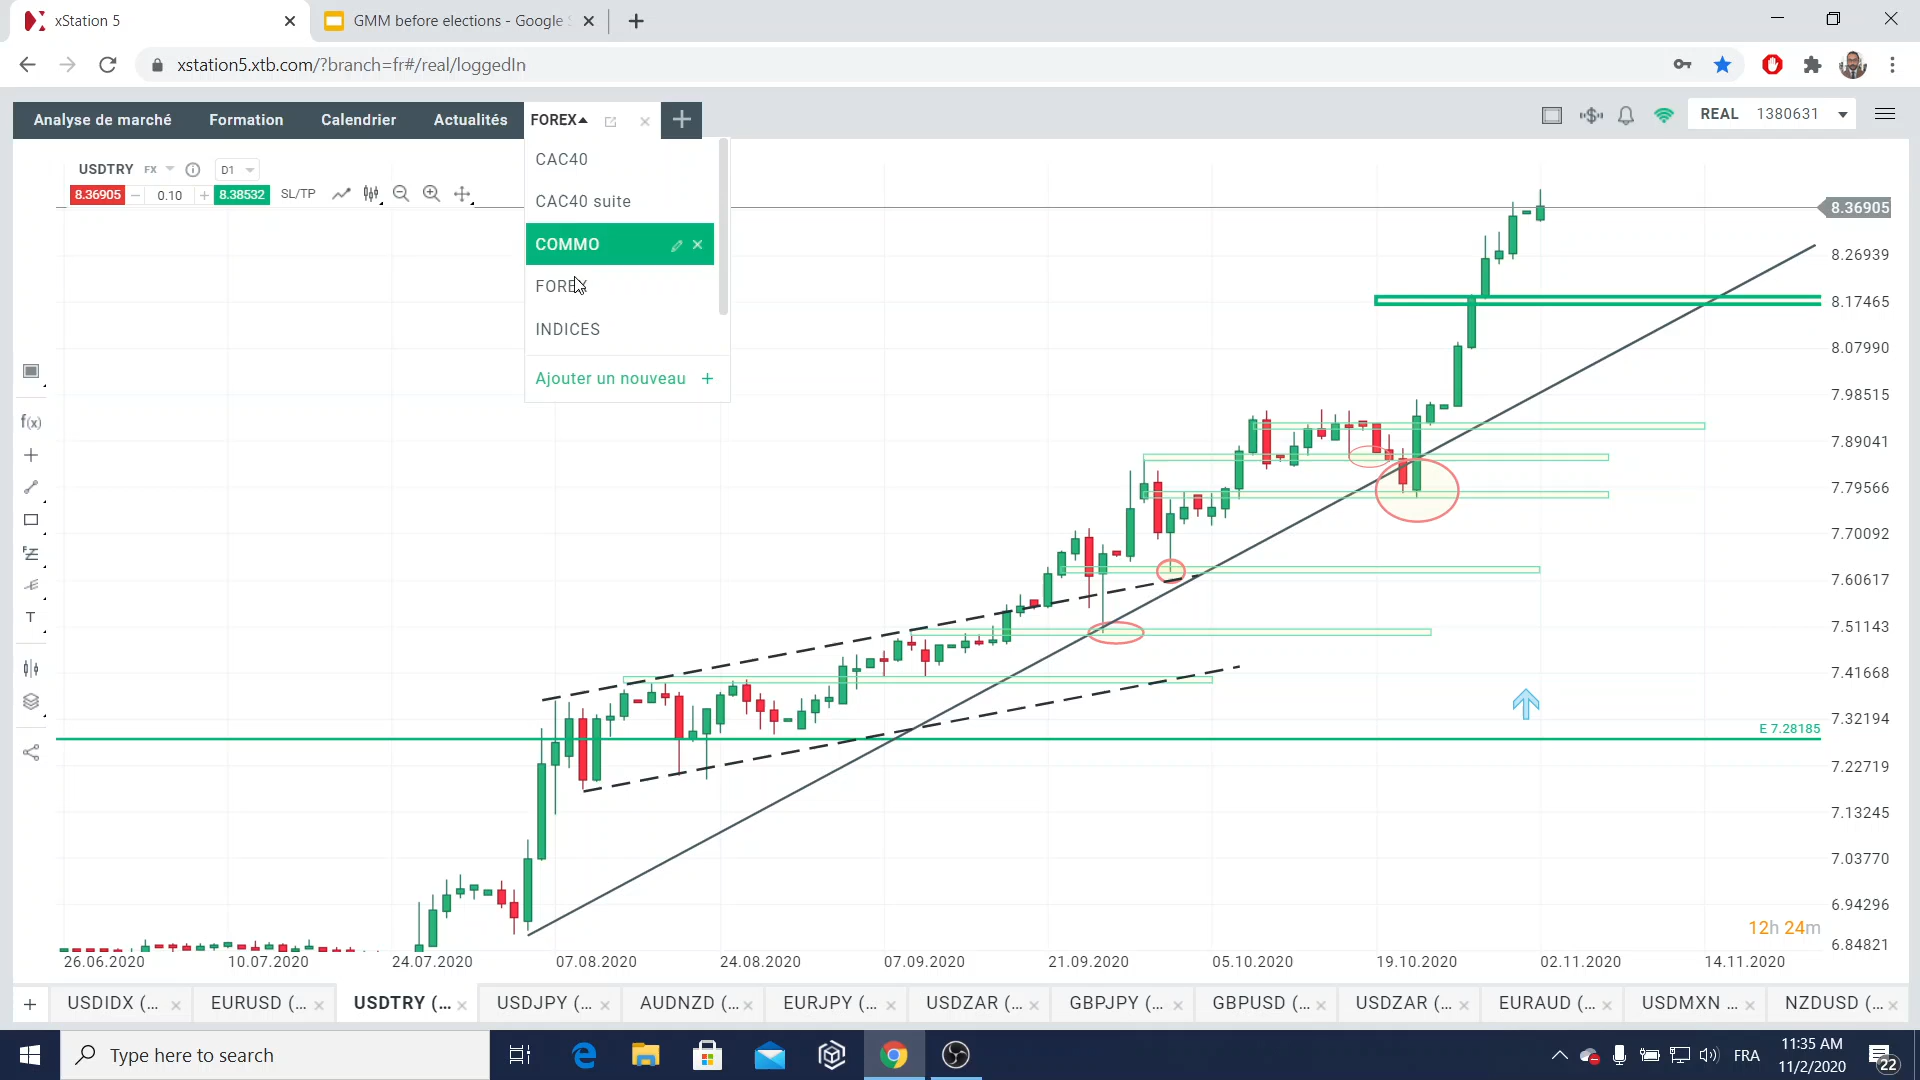 xStation 5
GMM before elections - Google
xstation5.xtb.com/?branch=fr#/real/loggedIn
Analyse de marché
Formation
Calendrier
Actualités
FOREX
REAL 1380631
CAC40
CAC40 suite
COMMO
FOREX
INDICES
Ajouter un nouveau +
USDTRY FX D1
8.36905 – 0.10 + 8.38532 SL/TP
f(x)
T
8.36905
8.26939
8.17465
8.07990
7.98515
7.89041
7.79566
7.70092
7.60617
7.51143
7.41668
7.32194
E 7.28185
7.22719
7.13245
7.03770
6.94296
12h 24m
6.84821
26.06.2020 10.07.2020 24.07.2020 07.08.2020 24.08.2020 07.09.2020 21.09.2020 05.10.2020 19.10.2020 02.11.2020 14.11.2020
+ USDIDX (... EURUSD (... USDTRY (... USDJPY (... AUDNZD (... EURJPY (... USDZAR (... GBPJPY (... GBPUSD (... USDZAR (... EURAUD (... USDMXN ... NZDUSD (...
Type here to search
FRA
11:35 AM
11/2/2020
22